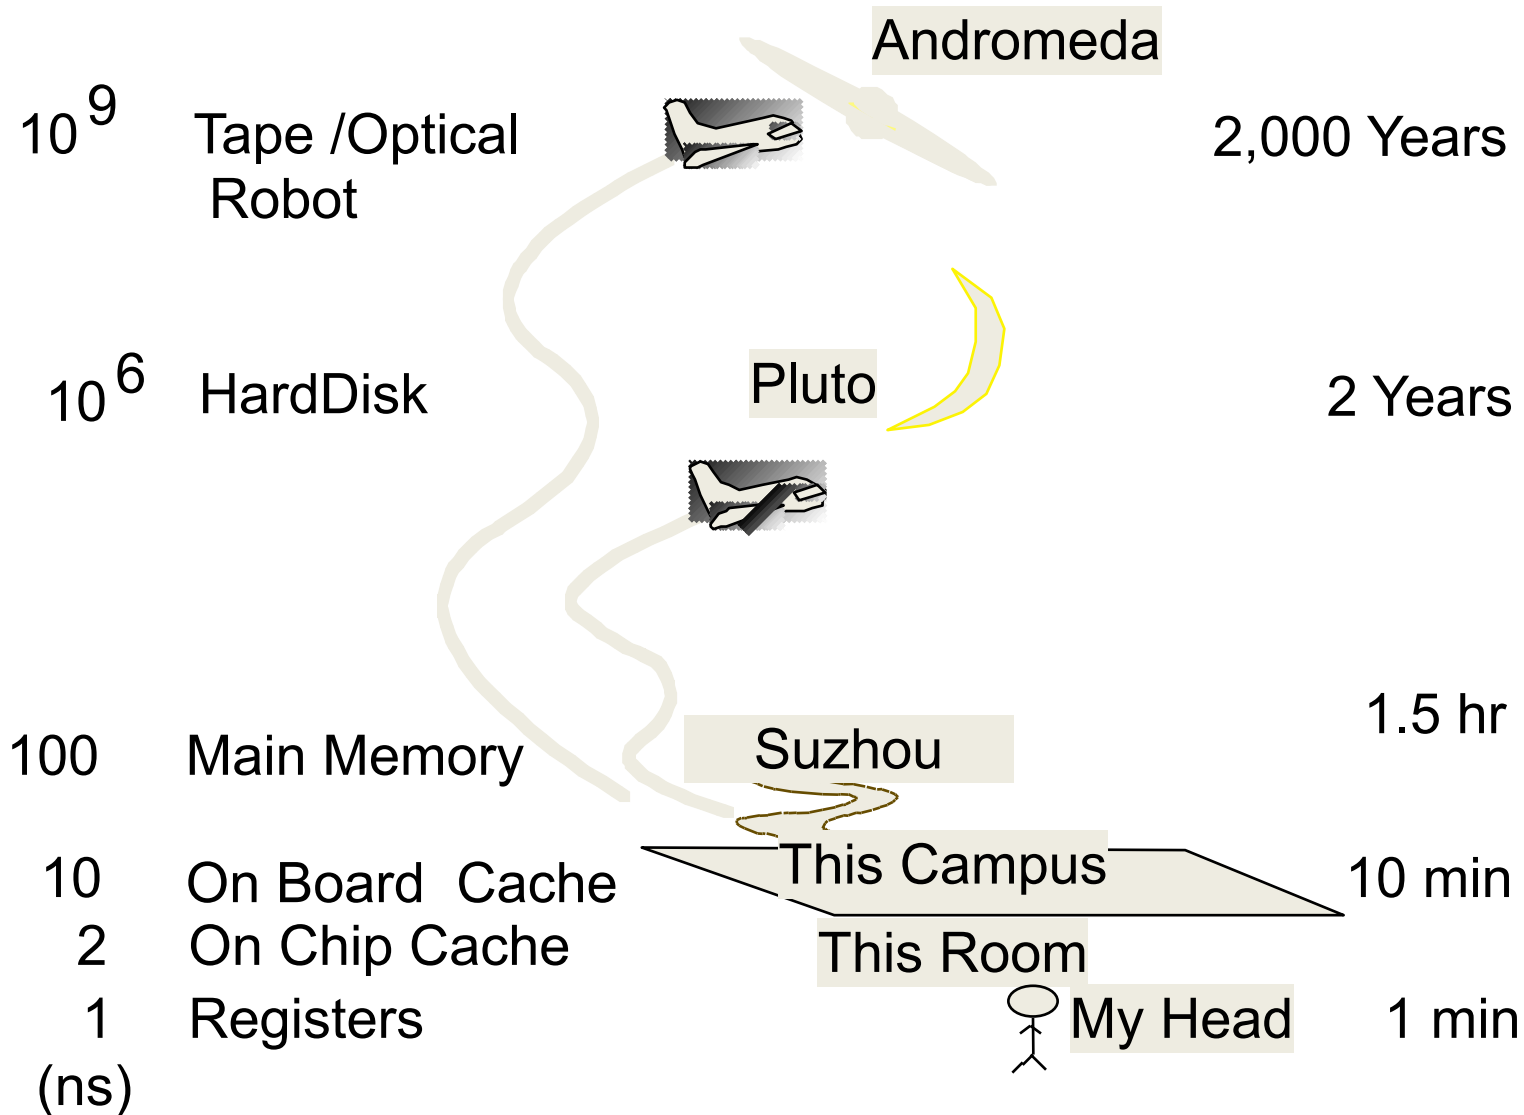 Andromeda
10^9 Tape /Optical 2,000 Years
Robot
10^6 HardDisk Pluto 2 Years
1.5 hr
100 Main Memory Suzhou
10 On Board Cache This Campus 10 min
2 On Chip Cache This Room
1 Registers My Head 1 min
(ns)